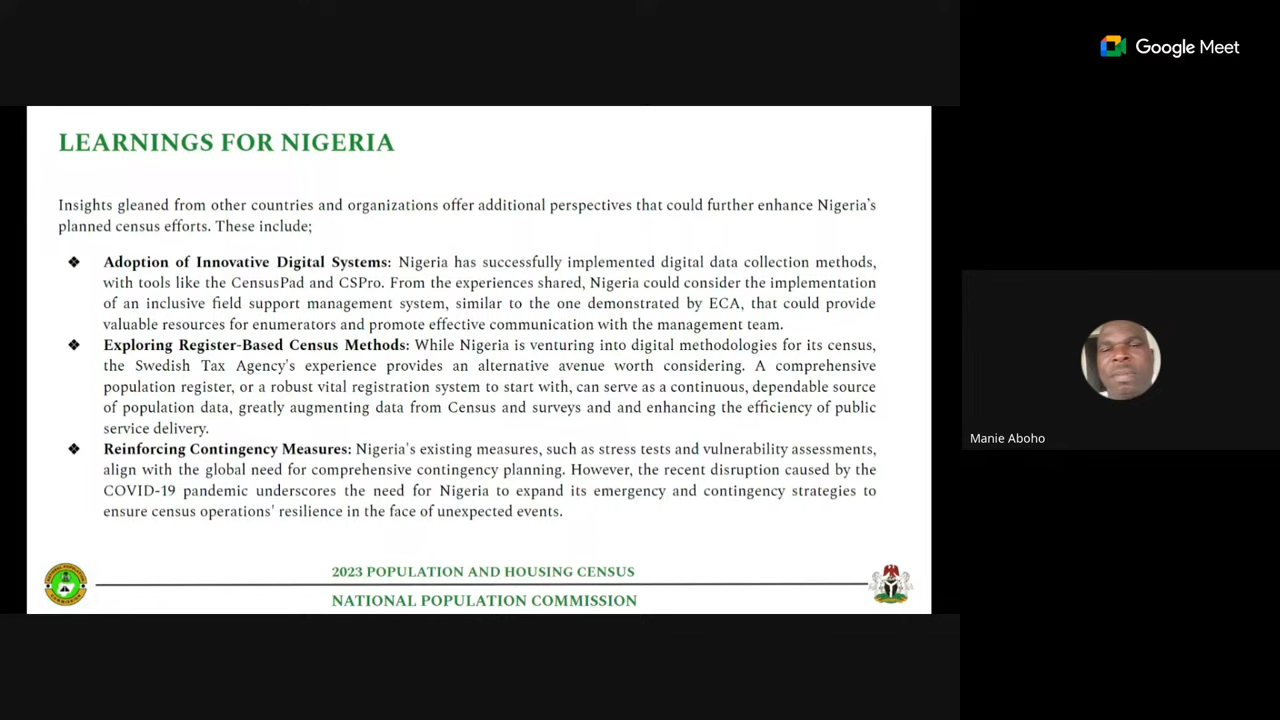 Google Meet
LEARNINGS FOR NIGERIA
Insights gleaned from other countries and organizations offer additional perspectives that could further enhance Nigeria's
planned census efforts. These include;
❖ Adoption of Innovative Digital Systems: Nigeria has successfully implemented digital data collection methods,
with tools like the CensusPad and CSPro. From the experiences shared, Nigeria could consider the implementation
of an inclusive field support management system, similar to the one demonstrated by ECA, that could provide
valuable resources for enumerators and promote effective communication with the management team.
❖ Exploring Register-Based Census Methods: While Nigeria is venturing into digital methodologies for its census,
the Swedish Tax Agency's experience provides an alternative avenue worth considering. A comprehensive
population register, or a robust vital registration system to start with, can serve as a continuous, dependable source
of population data, greatly augmenting data from Census and surveys and and enhancing the efficiency of public
service delivery.
❖ Reinforcing Contingency Measures: Nigeria's existing measures, such as stress tests and vulnerability assessments,
align with the global need for comprehensive contingency planning. However, the recent disruption caused by the
COVID-19 pandemic underscores the need for Nigeria to expand its emergency and contingency strategies to
ensure census operations' resilience in the face of unexpected events.
2023 POPULATION AND HOUSING CENSUS
NATIONAL POPULATION COMMISSION
Manie Aboho